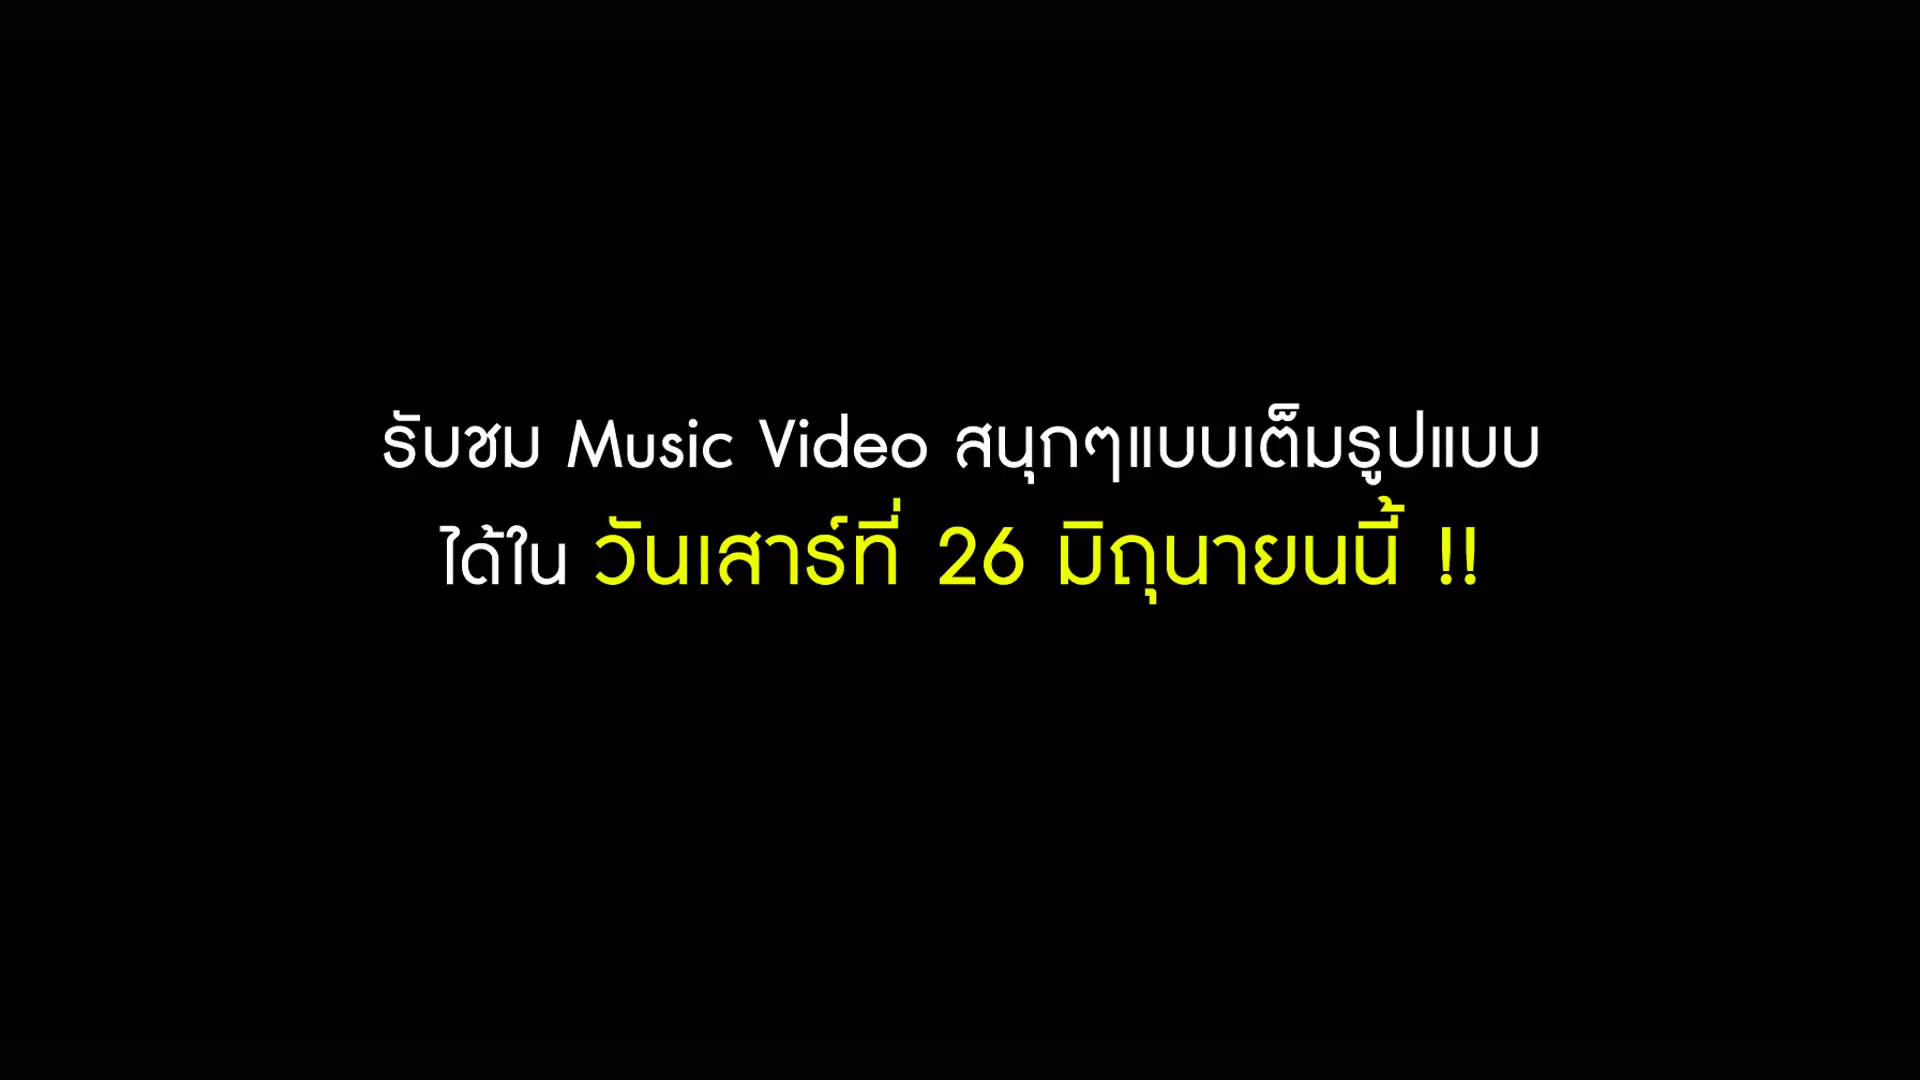 รับชม Music Video สนุกๆแบบเต็มรูปแบบ
ได้ใน วันเสาร์ที่ 26 มิถุนายนนี้ !!